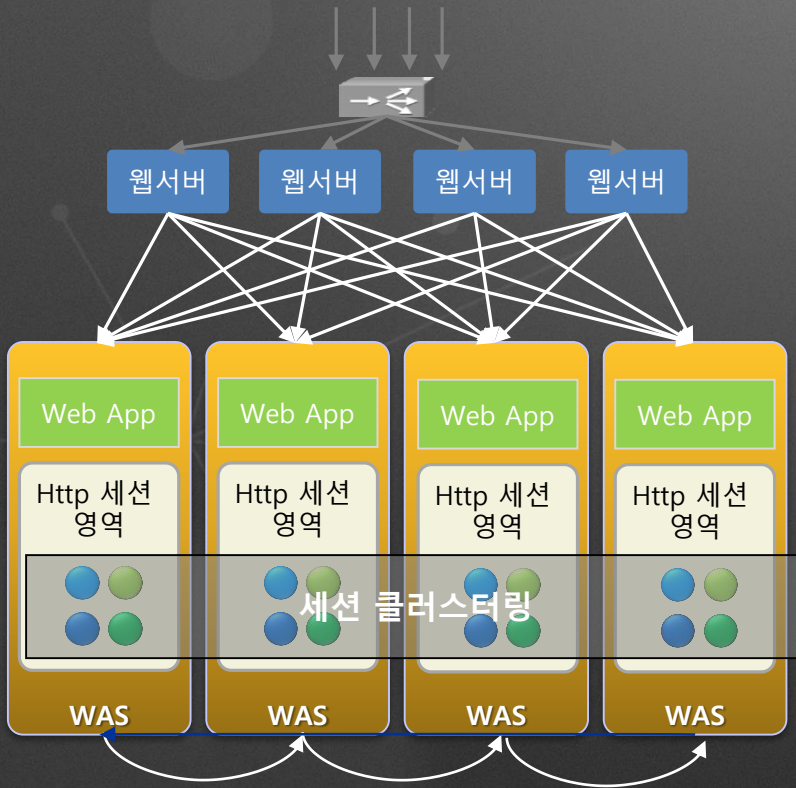 웹서버 웹서버 웹서버 웹서버
Web App Web App Web App Web App
Http 세션 Http 세션 Http 세션 Http 세션
영역 영역 영역 영역
세션 클러스터링
WAS WAS WAS WAS